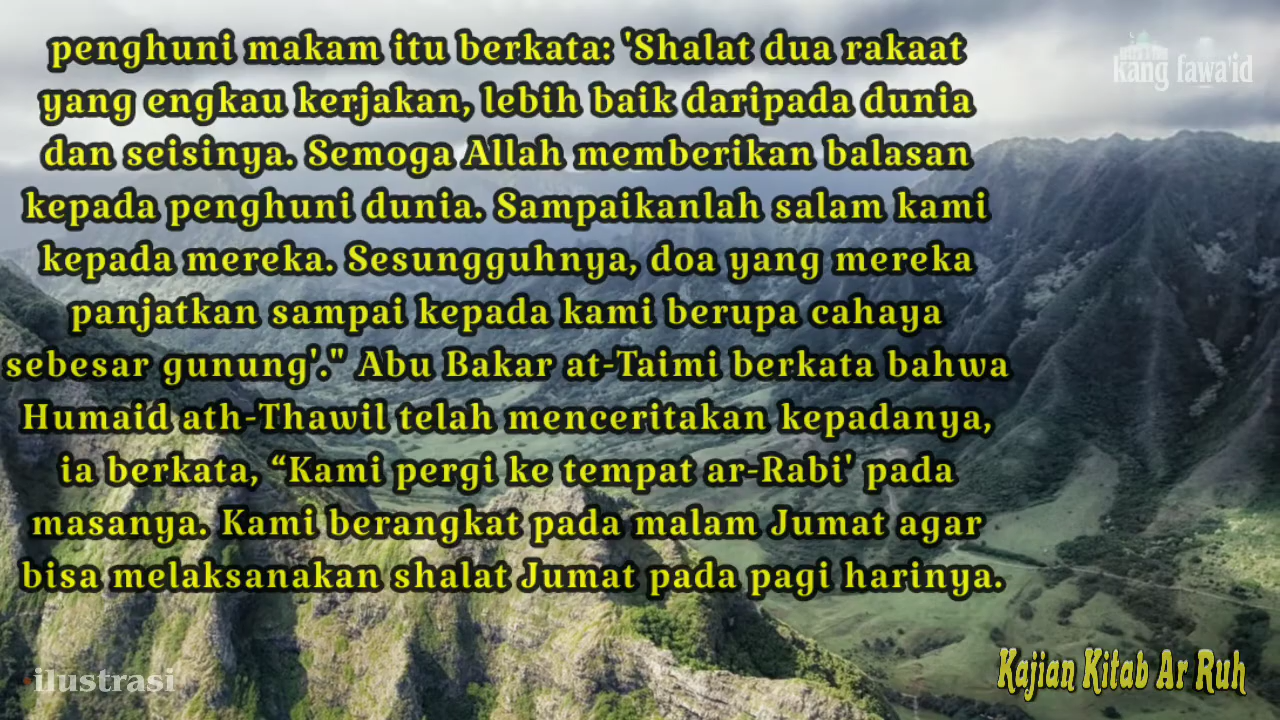 penghuni makam itu berkata: 'Shalat dua rakaat
yang engkau kerjakan, lebih baik daripada dunia
dan seisinya. Semoga Allah memberikan balasan
kepada penghuni dunia. Sampaikanlah salam kami
kepada mereka. Sesungguhnya, doa yang mereka
panjatkan sampai kepada kami berupa cahaya
sebesar gunung'." Abu Bakar at-Taimi berkata bahwa
Humaid ath-Thawil telah menceritakan kepadanya,
ia berkata, “Kami pergi ke tempat ar-Rabi' pada
masanya. Kami berangkat pada malam Jumat agar
bisa melaksanakan shalat Jumat pada pagi harinya.
kang fawa'id
ilustrasi
Kajian Kitab Ar Ruh